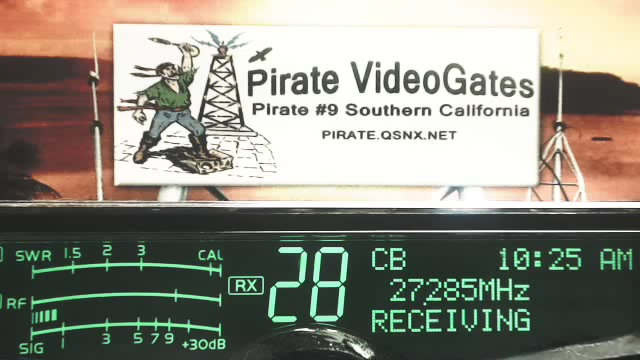 Pirate VideoGates
Pirate #9 Southern California
PIRATE.QSNX.NET
SWR 1.5 2 3 CAL
RX 28 CB 10:25 AM
27285MHz
RF
RECEIVING
1 3 5 7 9 +30dB
SIG